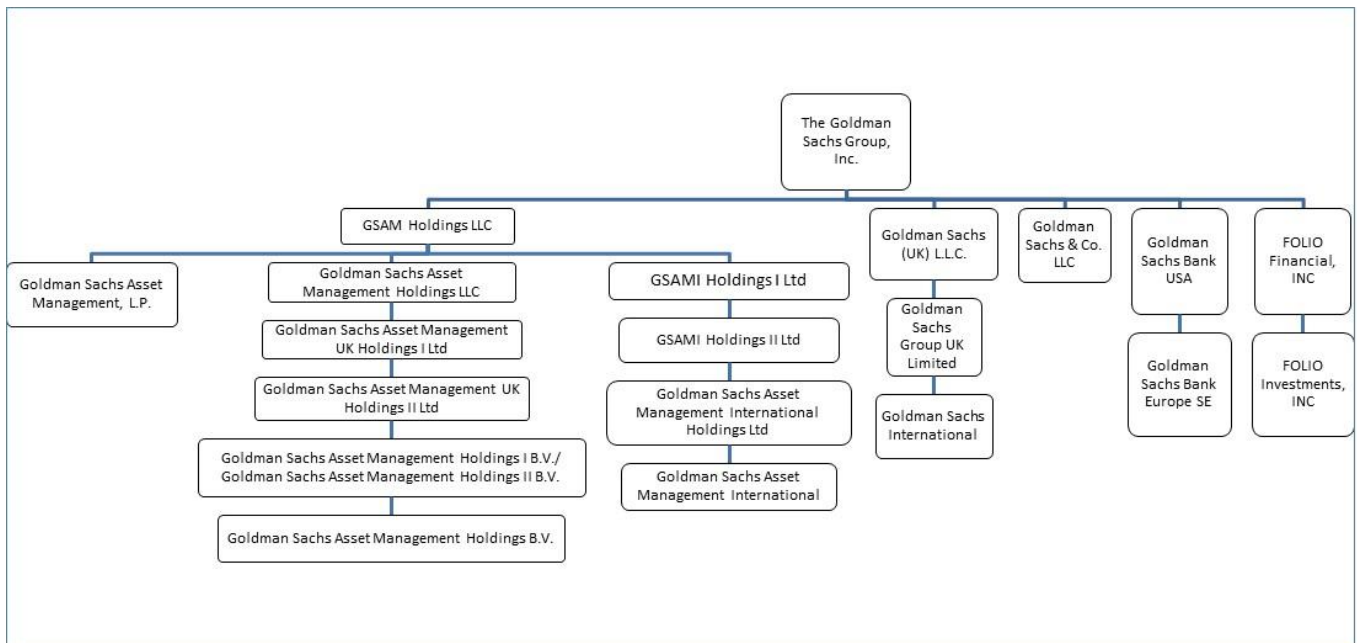 The Goldman
Sachs Group,
Inc.
GSAM Holdings LLC
Goldman Sachs
(UK) L.L.C.
Goldman
Sachs & Co.
LLC
Goldman
Sachs Bank
USA
FOLIO
Financial,
INC
Goldman Sachs Asset
Management, L.P.
Goldman Sachs Asset
Management Holdings LLC
GSAMI Holdings I Ltd
Goldman Sachs Asset Management
UK Holdings I Ltd
GSAMI Holdings II Ltd
Goldman
Sachs
Group UK
Limited
Goldman
Sachs Bank
Europe SE
FOLIO
Investments,
INC
Goldman Sachs Asset Management UK
Holdings II Ltd
Goldman Sachs Asset
Management International
Holdings Ltd
Goldman Sachs
International
Goldman Sachs Asset Management Holdings I B.V./
Goldman Sachs Asset Management Holdings II B.V.
Goldman Sachs Asset
Management International
Goldman Sachs Asset Management Holdings B.V.